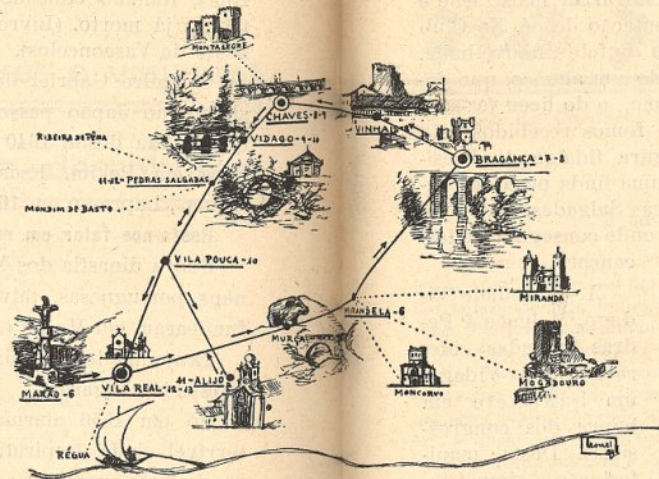 MONTALEGRE
CHAVES-8-9
VINHAIS
RIBEIRA DE PENA
VIDAGO-9-10
BRAGANÇA-7-8
11-12-PEDRAS SALGADAS
MONDIM DE BASTO
VILA POUCA-10
MIRANDA
MIRANDELA-6
MURÇA
MARÃO-6
VILA REAL-12-13
11-ALIJÓ
MONCORVO
MOGADOURO
RÉGUA